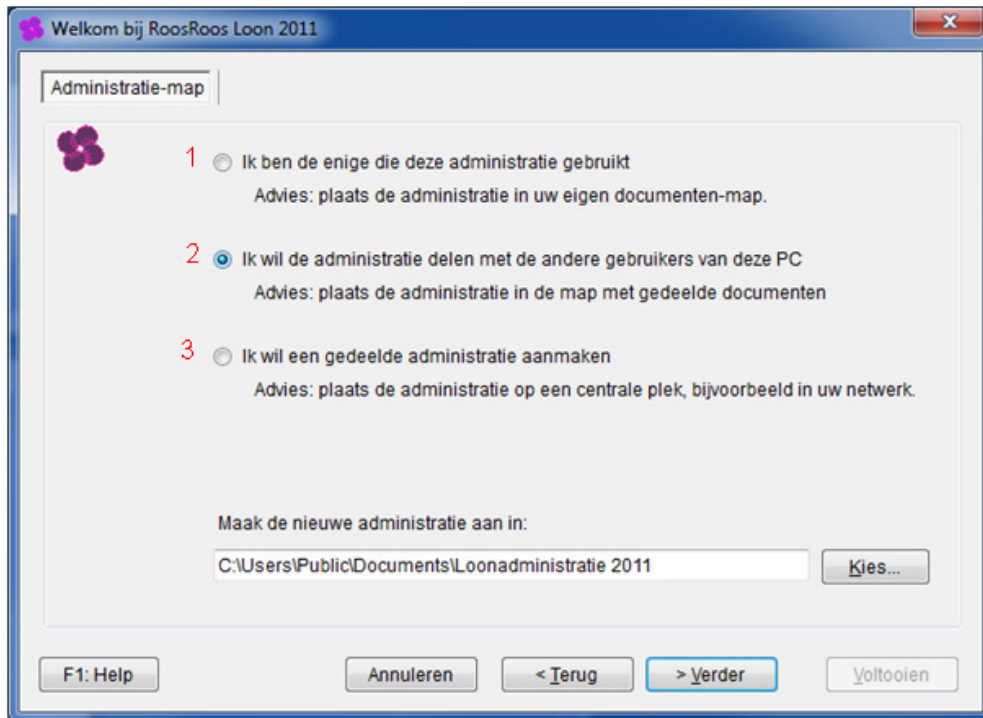 Welkom bij RoosRoos Loon 2011
Administratie-map
1 Ik ben de enige die deze administratie gebruikt
Advies: plaats de administratie in uw eigen documenten-map.
2 Ik wil de administratie delen met de andere gebruikers van deze PC
Advies: plaats de administratie in de map met gedeelde documenten
3 Ik wil een gedeelde administratie aanmaken
Advies: plaats de administratie op een centrale plek, bijvoorbeeld in uw netwerk.
Maak de nieuwe administratie aan in:
C:\Users\Public\Documents\Loonadministratie 2011 Kies...
F1: Help Annuleren < Terug > Verder Voltooien